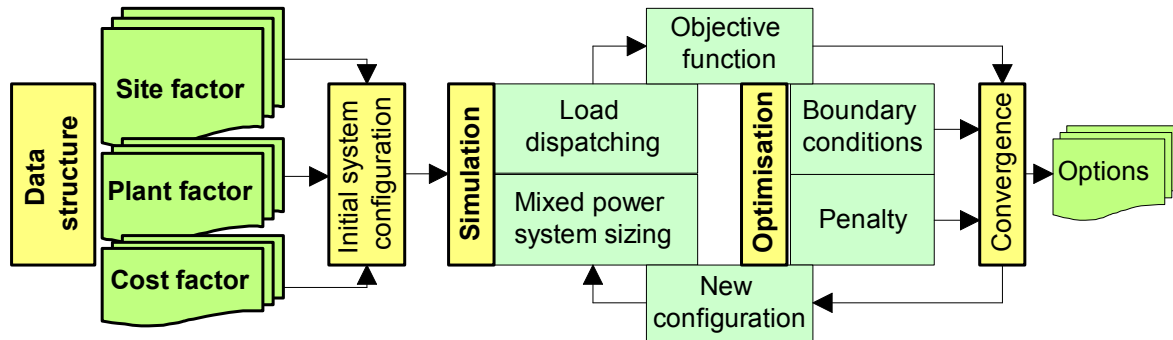 Data
structure
Site factor
Plant factor
Cost factor
Initial system
configuration
Simulation
Load
dispatching
Mixed power
system sizing
Objective
function
Optimisation
Boundary
conditions
Penalty
New
configuration
Convergence
Options